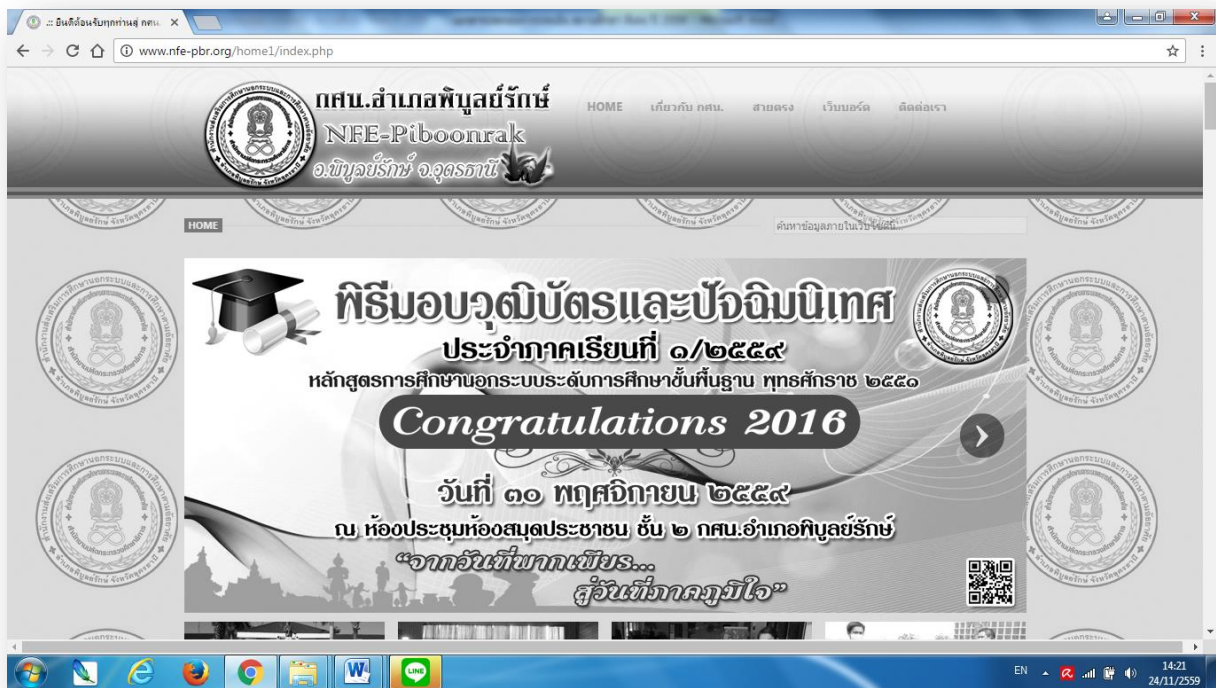 .:: ยินดีต้อนรับทุกท่านสู่ กศน.
www.nfe-pbr.org/home1/index.php
กศน.อำเภอพิบูลย์รักษ์
NFE-Piboonrak
อ.พิบูลย์รักษ์ จ.อุดรธานี
HOME เกี่ยวกับ กศน. สายตรง เว็บบอร์ด ติดต่อเรา
HOME
ค้นหาข้อมูลภายในเว็บไซต์นี้...
พิธีมอบวุฒิบัตรและปัจฉิมนิเทศ
ประจำภาคเรียนที่ ๑/๒๕๕๙
หลักสูตรการศึกษานอกระบบระดับการศึกษาขั้นพื้นฐาน พุทธศักราช ๒๕๕๑
Congratulations 2016
วันที่ ๓๐ พฤศจิกายน ๒๕๕๙
ณ ห้องประชุมห้องสมุดประชาชน ชั้น ๒ กศน.อำเภอพิบูลย์รักษ์
“จากวันที่พากเพียร...
สู่วันที่ภาคภูมิใจ”
LINE
EN
14:21
24/11/2559